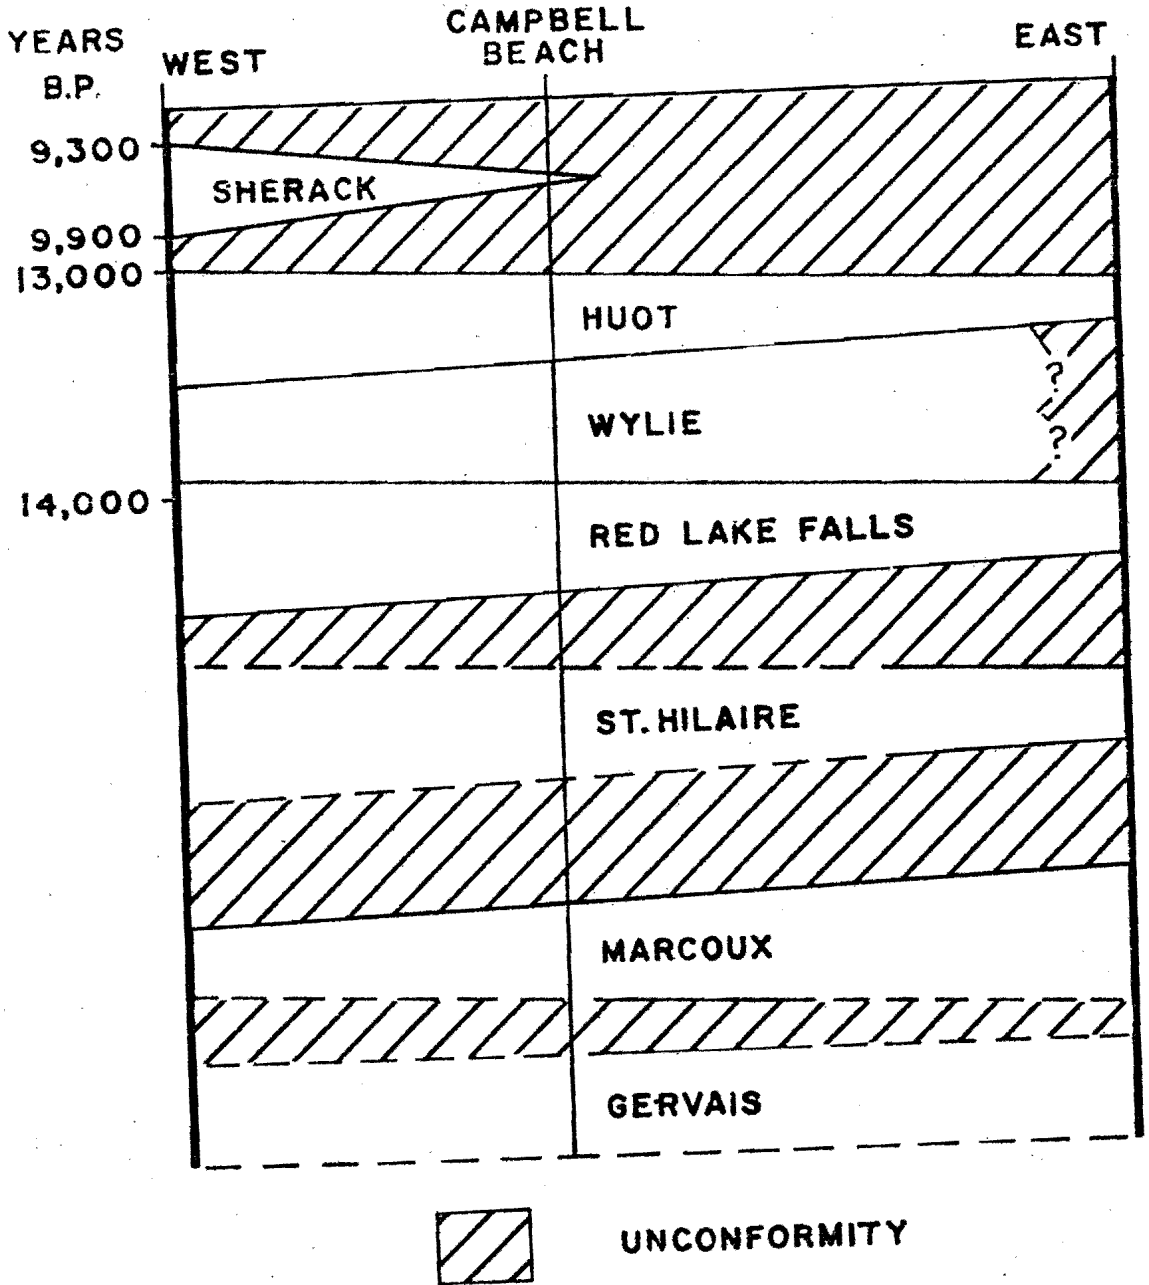 CAMPBELL
BEACH
YEARS
B.P.
WEST
EAST
9,300
SHERACK
9,900
13,000
HUOT
?
WYLIE
?
14,000
RED LAKE FALLS
ST. HILAIRE
MARCOUX
GERVAIS
UNCONFORMITY